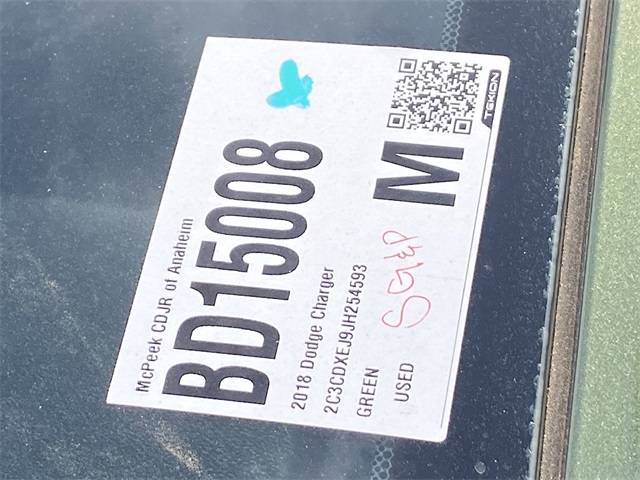 McPeek CDJR of Anaheim
BD15008
2018 Dodge Charger
2C3CDXEJ9JH254593
GREEN
USED
M
TEKION